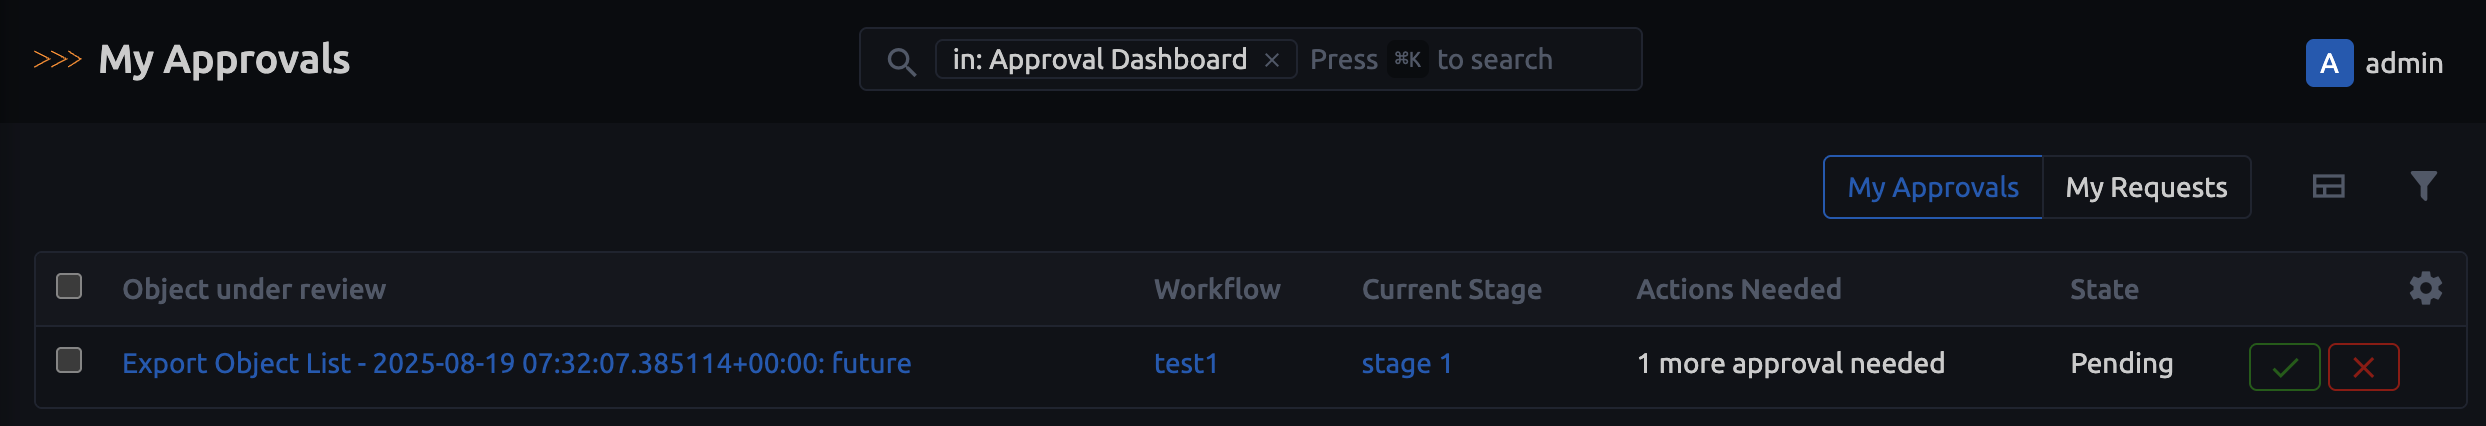 >>> My Approvals
in: Approval Dashboard × Press ⌘K to search
A admin
My Approvals My Requests
Object under review Workflow Current Stage Actions Needed State
Export Object List - 2025-08-19 07:32:07.385114+00:00: future test1 stage 1 1 more approval needed Pending